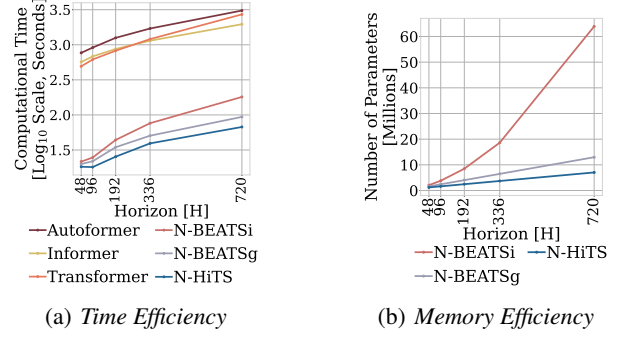 Computational Time
[Log10 Scale, Seconds]
3.5
3.0
2.5
2.0
1.5
48
96
192
336
720
Horizon [H]
Autoformer
N-BEATSi
Informer
N-BEATSg
Transformer
N-HiTS
(a) Time Efficiency
Number of Parameters
[Millions]
60
50
40
30
20
10
0
48
96
192
336
720
Horizon [H]
N-BEATSi
N-HiTS
N-BEATSg
(b) Memory Efficiency